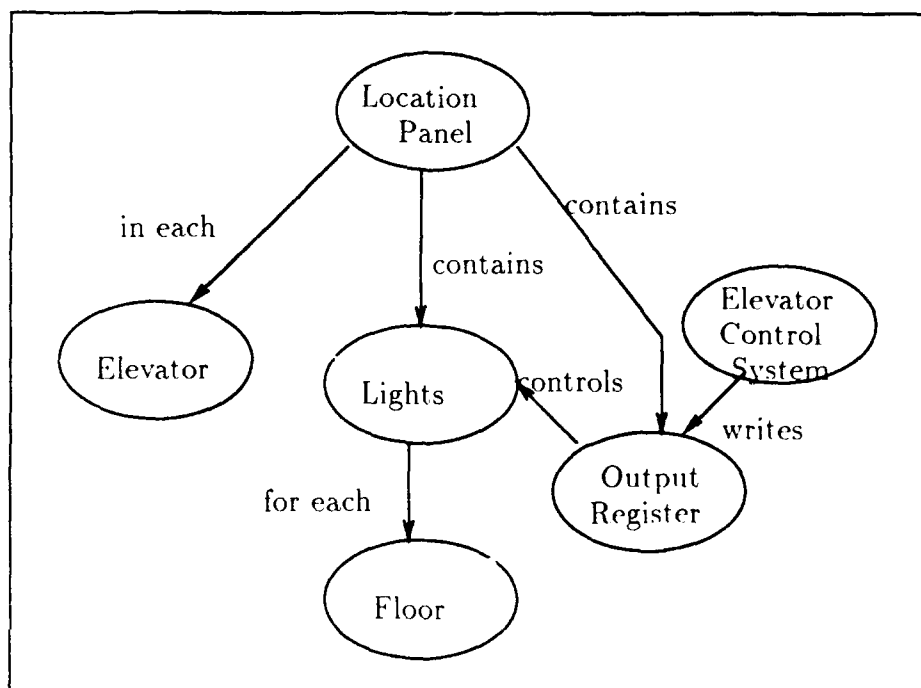 Location
Panel
contains
in each
contains
Elevator
Control
System
Elevator
Lights
controls
writes
for each
Output
Register
Floor